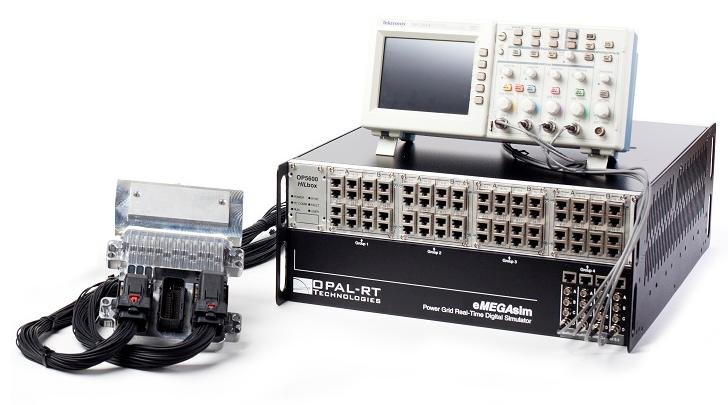 Tektronix
OP5600
HILbox
POWER
A B A B A B A B
Group 1
Group 2
Group 3
Group 4
OPAL-RT
TECHNOLOGIES
eMEGAsim
Power Grid Real-Time Digital Simulator